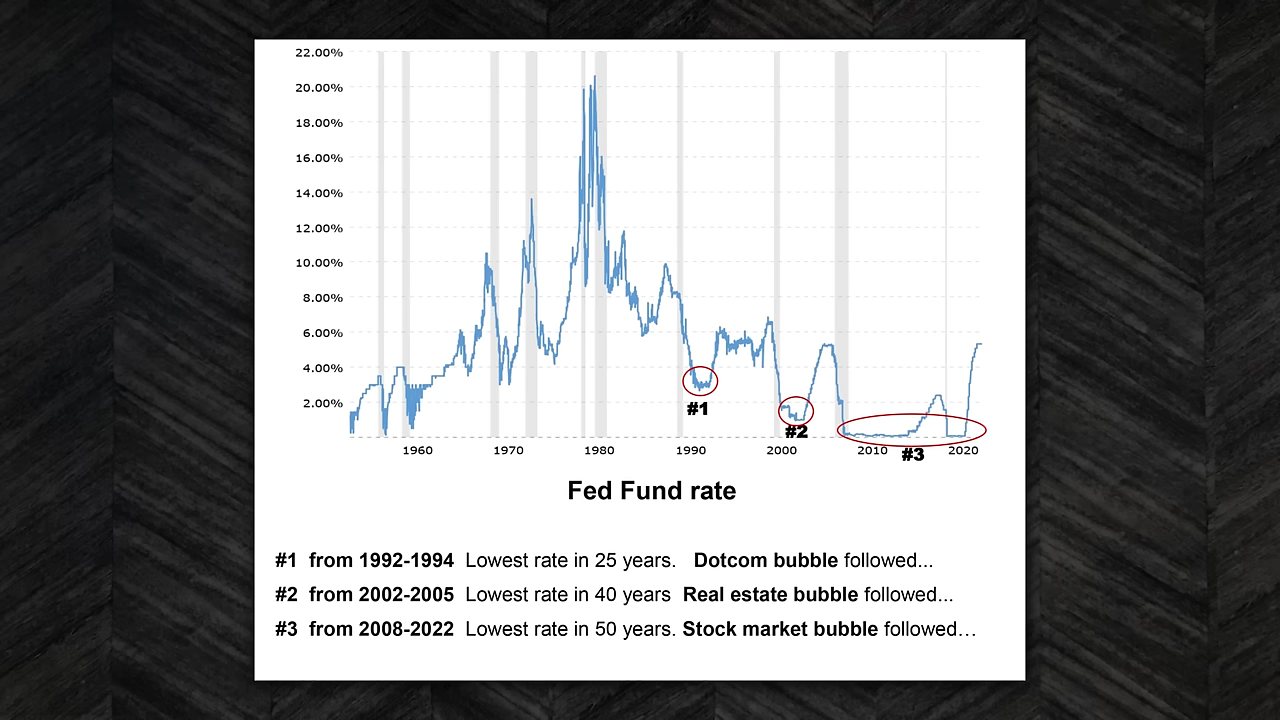 22.00%
20.00%
18.00%
16.00%
14.00%
12.00%
10.00%
8.00%
6.00%
4.00%
2.00%
#1
#2
#3
1960 1970 1980 1990 2000 2010 2020
Fed Fund rate
#1 from 1992-1994 Lowest rate in 25 years. Dotcom bubble followed...
#2 from 2002-2005 Lowest rate in 40 years Real estate bubble followed...
#3 from 2008-2022 Lowest rate in 50 years. Stock market bubble followed…